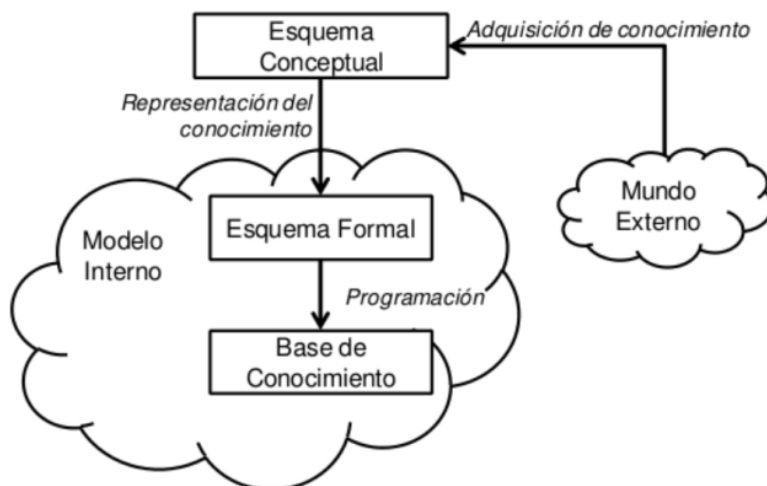 Esquema
Conceptual
Adquisición de conocimiento
Representación del
conocimiento
Mundo
Externo
Modelo
Interno
Esquema Formal
Programación
Base de
Conocimiento